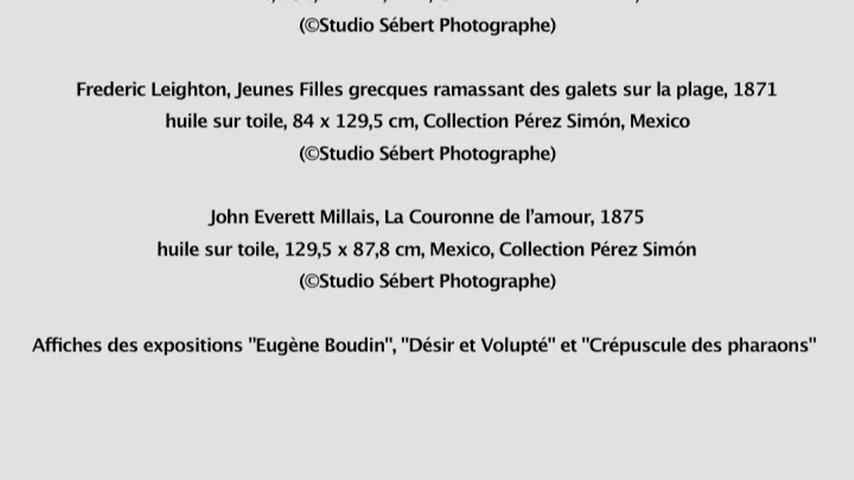 (©Studio Sébert Photographe)
Frederic Leighton, Jeunes Filles grecques ramassant des galets sur la plage, 1871
huile sur toile, 84 x 129,5 cm, Collection Pérez Simón, Mexico
(©Studio Sébert Photographe)
John Everett Millais, La Couronne de l'amour, 1875
huile sur toile, 129,5 x 87,8 cm, Mexico, Collection Pérez Simón
(©Studio Sébert Photographe)
Affiches des expositions "Eugène Boudin", "Désir et Volupté" et "Crépuscule des pharaons"